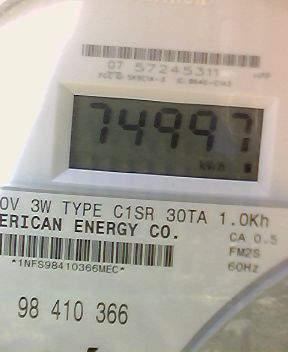 07 57245311
74997
kWh
0V 3W TYPE C1SR 30TA 1.0Kh
ERICAN ENERGY CO. CA 0.5
FM2S
*1NFS98410366MEC* 60Hz
98 410 366